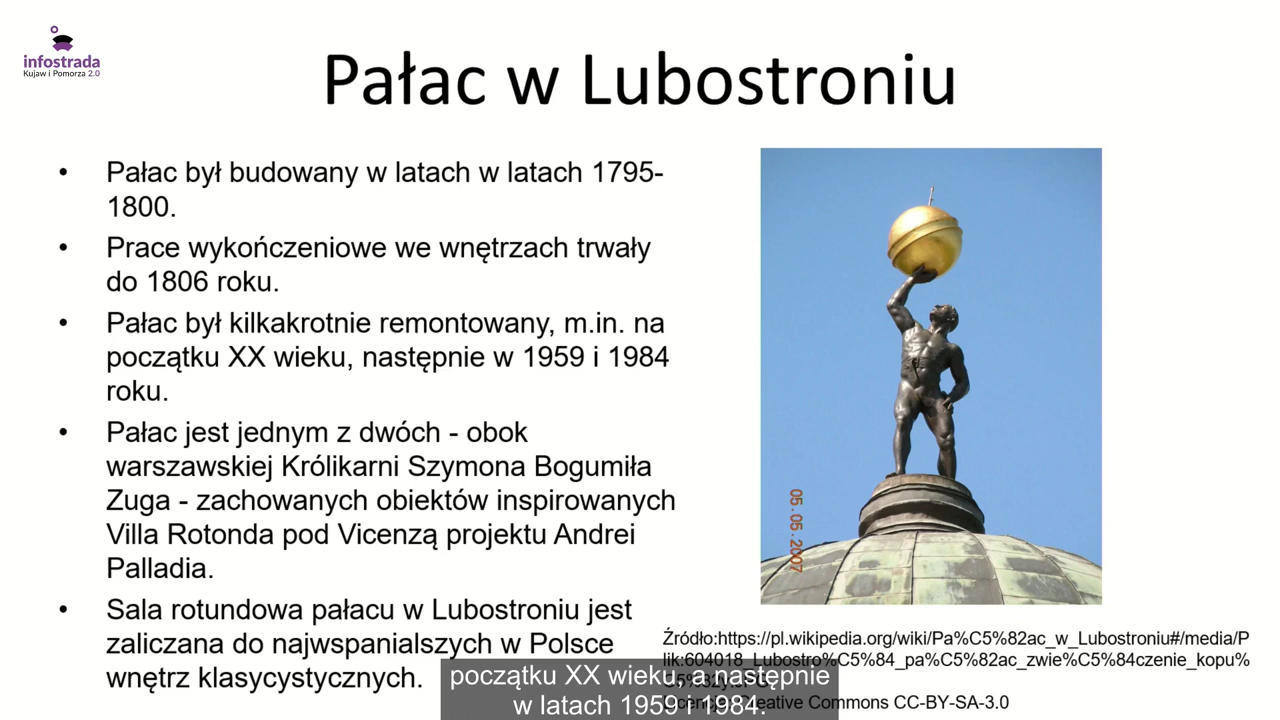 infostrada
Kujaw i Pomorza 2.0
Pałac w Lubostroniu
• Pałac był budowany w latach w latach 1795-
1800.
• Prace wykończeniowe we wnętrzach trwały
do 1806 roku.
• Pałac był kilkakrotnie remontowany, m.in. na
początku XX wieku, następnie w 1959 i 1984
roku.
• Pałac jest jednym z dwóch - obok
warszawskiej Królikarni Szymona Bogumiła
Zuga - zachowanych obiektów inspirowanych
Villa Rotonda pod Vicenzą projektu Andrei
Palladia.
• Sala rotundowa pałacu w Lubostroniu jest
zaliczana do najwspanialszych w Polsce
wnętrz klasycystycznych.
05.05.2007
Źródło:https://pl.wikipedia.org/wiki/Pa%C5%82ac_w_Lubostroniu#/media/P
lik:604018_Lubostro%C5%84_pa%C5%82ac_zwie%C5%84czenie_kopu%
Creative Commons CC-BY-SA-3.0
początku XX wieku, a następnie
w latach 1959 i 1984.